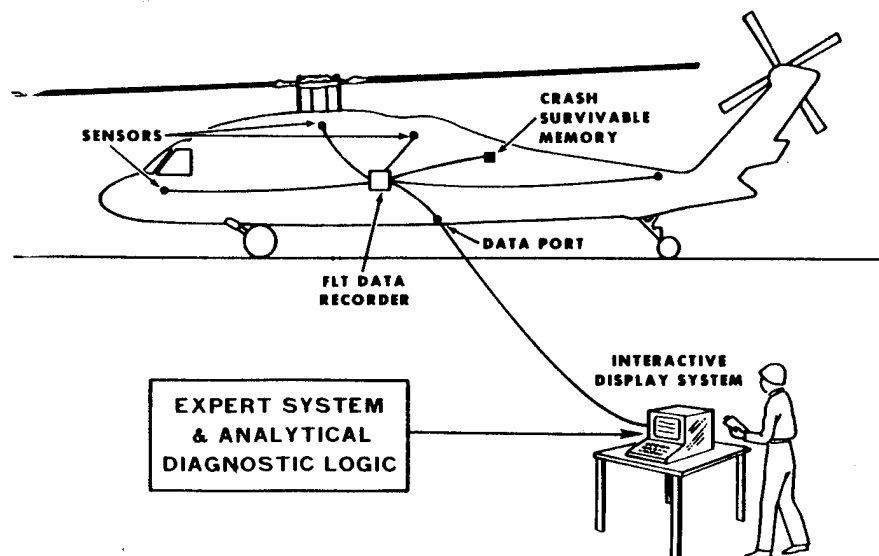 CRASH
SURVIVABLE
MEMORY
SENSORS
DATA PORT
FLT DATA
RECORDER
INTERACTIVE
DISPLAY SYSTEM
EXPERT SYSTEM
& ANALYTICAL
DIAGNOSTIC LOGIC